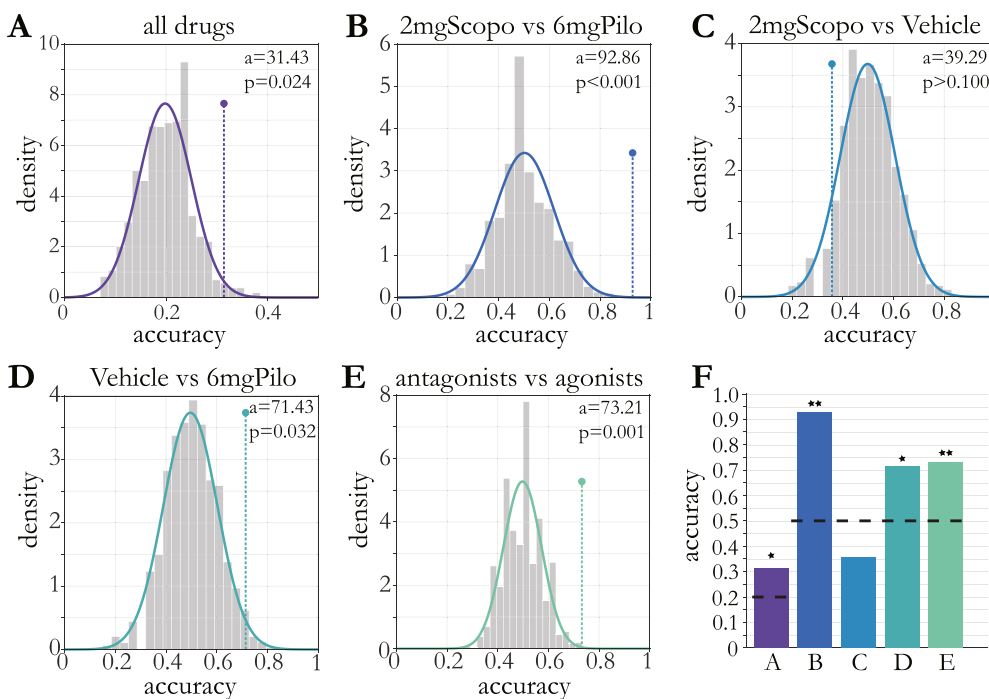 A all drugs
a=31.43
p=0.024
density
10
8
6
4
2
0
0 0.2 0.4
accuracy
B 2mgScopo vs 6mgPilo
a=92.86
p<0.001
density
6
5
4
3
2
1
0
0 0.2 0.4 0.6 0.8 1
accuracy
C 2mgScopo vs Vehicle
a=39.29
p>0.100
density
4
3
2
1
0
0 0.2 0.4 0.6 0.8
accuracy
D Vehicle vs 6mgPilo
a=71.43
p=0.032
density
4
3
2
1
0
0 0.2 0.4 0.6 0.8 1
accuracy
E antagonists vs agonists
a=73.21
p=0.001
density
8
6
4
2
0
0 0.2 0.4 0.6 0.8 1
accuracy
F
accuracy
1.0
0.9
0.8
0.7
0.6
0.5
0.4
0.3
0.2
0.1
0
A B C D E